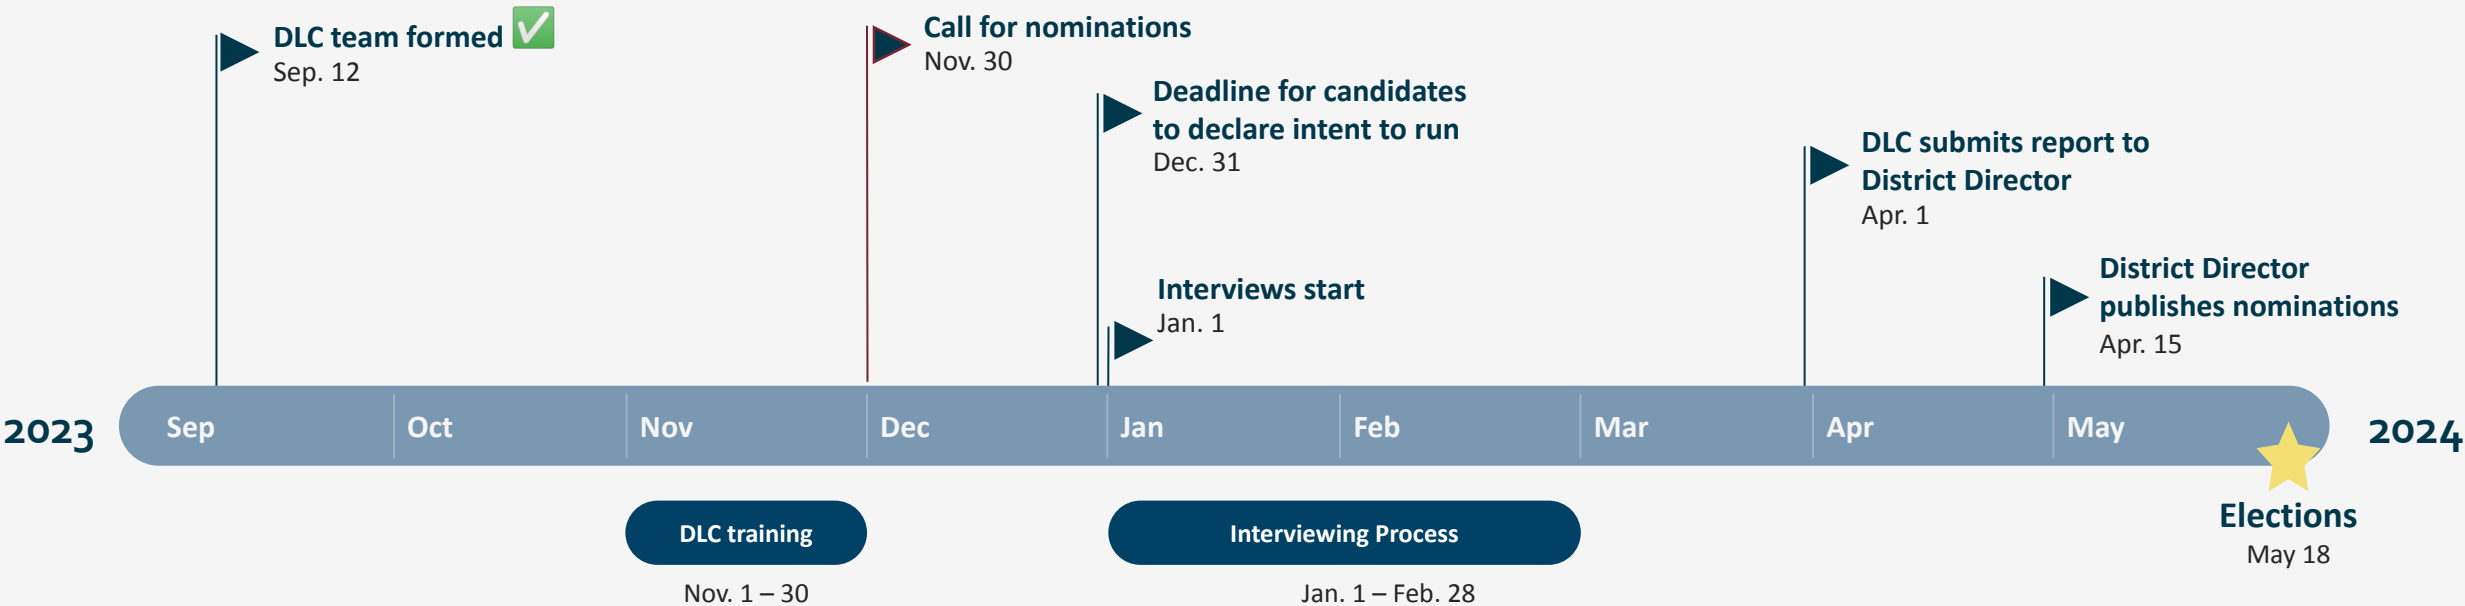 DLC team formed ✅
Sep. 12
Call for nominations
Nov. 30
Deadline for candidates
to declare intent to run
Dec. 31
Interviews start
Jan. 1
DLC submits report to
District Director
Apr. 1
District Director
publishes nominations
Apr. 15
2023
Sep
Oct
Nov
Dec
Jan
Feb
Mar
Apr
May
2024
DLC training
Nov. 1 – 30
Interviewing Process
Jan. 1 – Feb. 28
Elections
May 18